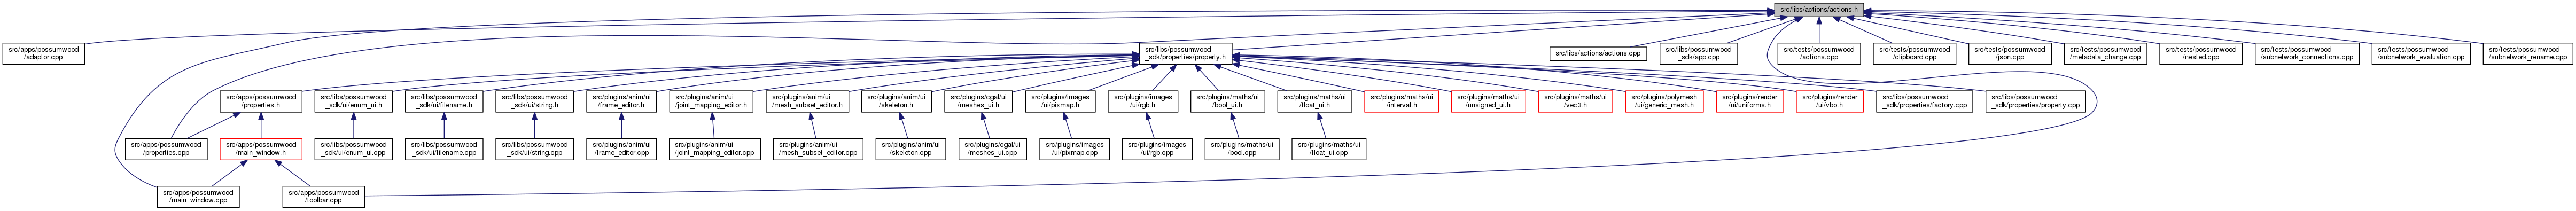 src/libs/actions/actions.h
src/apps/possumwood
/adaptor.cpp
src/libs/possumwood
_sdk/properties/property.h
src/libs/actions/actions.cpp
src/libs/possumwood
_sdk/app.cpp
src/tests/possumwood
/actions.cpp
src/tests/possumwood
/clipboard.cpp
src/tests/possumwood
/json.cpp
src/tests/possumwood
/metadata_change.cpp
src/tests/possumwood
/nested.cpp
src/tests/possumwood
/subnetwork_connections.cpp
src/tests/possumwood
/subnetwork_evaluation.cpp
src/tests/possumwood
/subnetwork_rename.cpp
src/apps/possumwood
/properties.h
src/libs/possumwood
_sdk/ui/enum_ui.h
src/libs/possumwood
_sdk/ui/filename.h
src/libs/possumwood
_sdk/ui/string.h
src/plugins/anim/ui
/frame_editor.h
src/plugins/anim/ui
/joint_mapping_editor.h
src/plugins/anim/ui
/mesh_subset_editor.h
src/plugins/anim/ui
/skeleton.h
src/plugins/cgal/ui
/meshes_ui.h
src/plugins/images
/ui/pixmap.h
src/plugins/images
/ui/rgb.h
src/plugins/maths/ui
/bool_ui.h
src/plugins/maths/ui
/float_ui.h
src/plugins/maths/ui
/interval.h
src/plugins/maths/ui
/unsigned_ui.h
src/plugins/maths/ui
/vec3.h
src/plugins/polymesh
/ui/generic_mesh.h
src/plugins/render
/ui/uniforms.h
src/plugins/render
/ui/vbo.h
src/libs/possumwood
_sdk/properties/factory.cpp
src/libs/possumwood
_sdk/properties/property.cpp
src/apps/possumwood
/properties.cpp
src/apps/possumwood
/main_window.h
src/libs/possumwood
_sdk/ui/enum_ui.cpp
src/libs/possumwood
_sdk/ui/filename.cpp
src/libs/possumwood
_sdk/ui/string.cpp
src/plugins/anim/ui
/frame_editor.cpp
src/plugins/anim/ui
/joint_mapping_editor.cpp
src/plugins/anim/ui
/mesh_subset_editor.cpp
src/plugins/anim/ui
/skeleton.cpp
src/plugins/cgal/ui
/meshes_ui.cpp
src/plugins/images
/ui/pixmap.cpp
src/plugins/images
/ui/rgb.cpp
src/plugins/maths/ui
/bool.cpp
src/plugins/maths/ui
/float_ui.cpp
src/apps/possumwood
/main_window.cpp
src/apps/possumwood
/toolbar.cpp